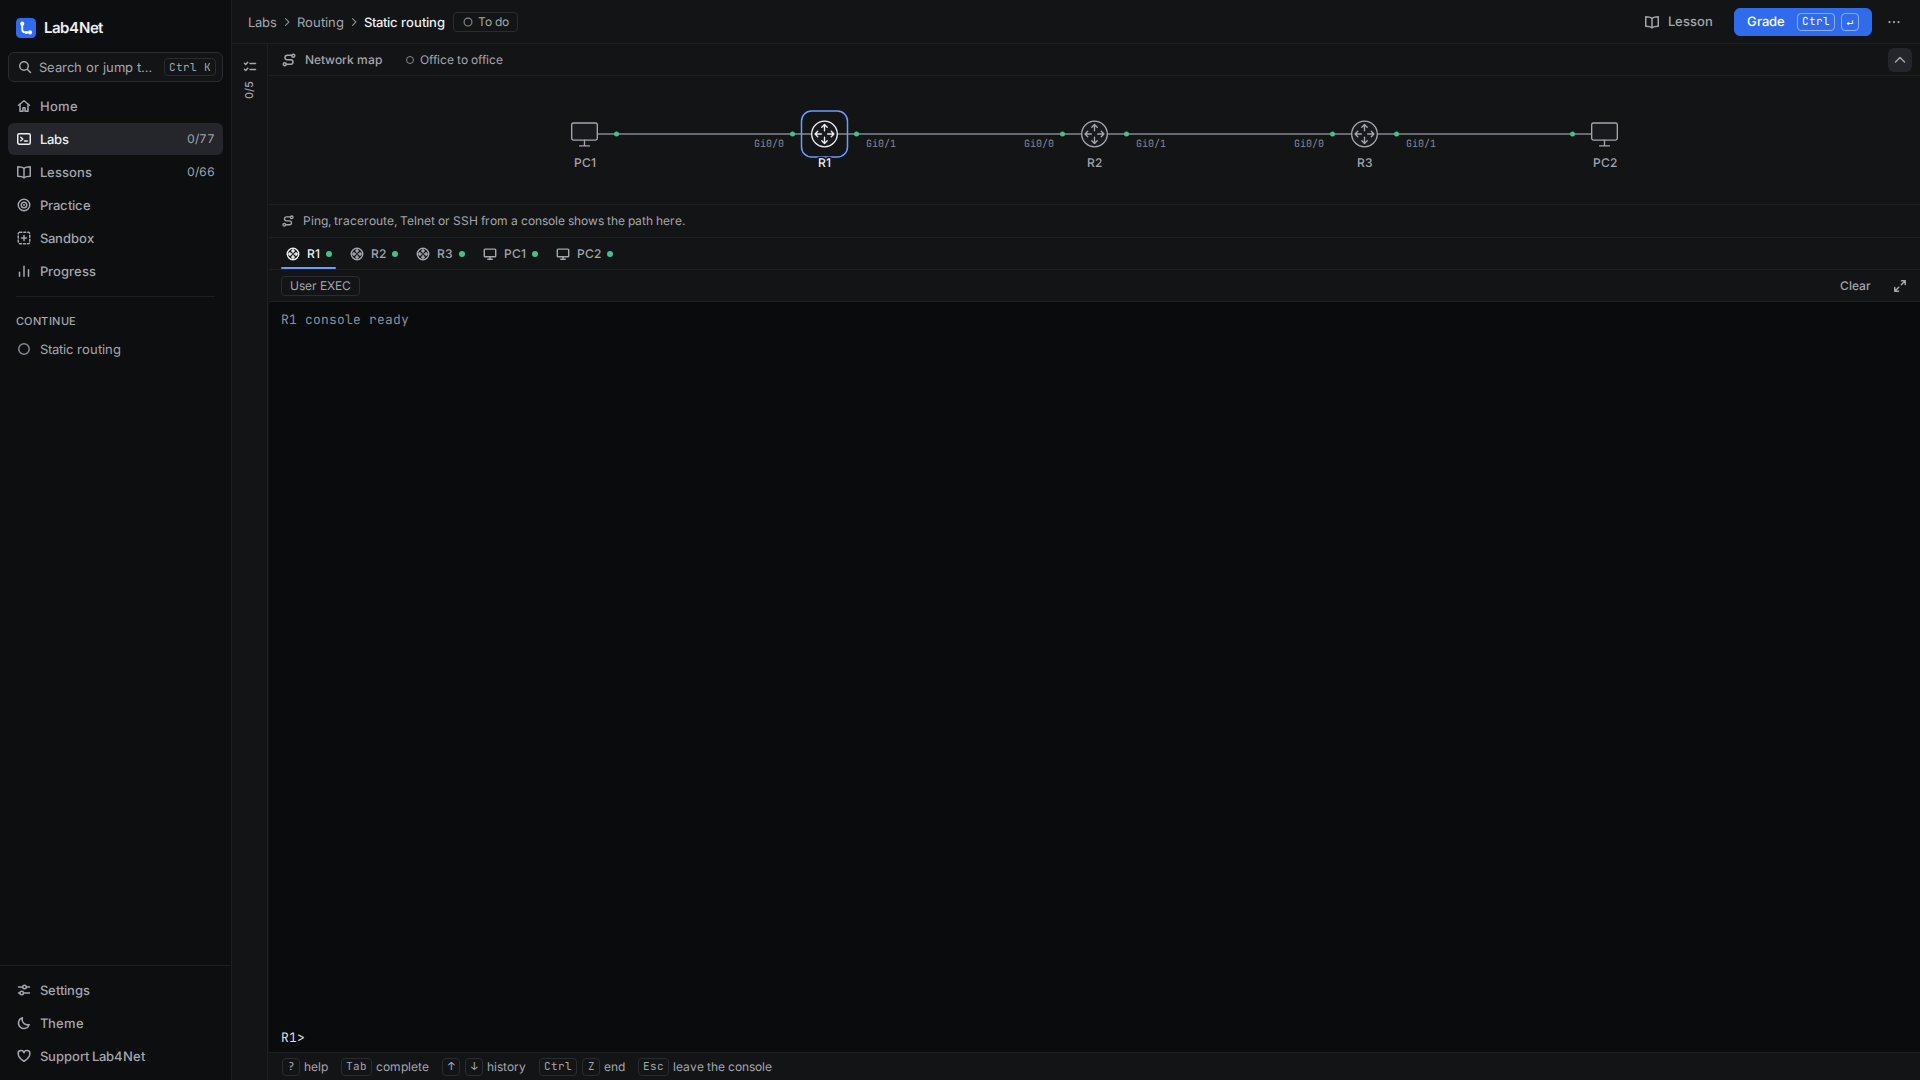 Lab4Net
Search or jump t... Ctrl K
Home
Labs 0/77
Lessons 0/66
Practice
Sandbox
Progress
CONTINUE
Static routing
Settings
Theme
Support Lab4Net
Labs > Routing > Static routing To do
Lesson
Grade Ctrl ↵
0/5
Network map Office to office
Gi0/0 Gi0/1 Gi0/0 Gi0/1 Gi0/0 Gi0/1
PC1 R1 R2 R3 PC2
Ping, traceroute, Telnet or SSH from a console shows the path here.
R1 R2 R3 PC1 PC2
User EXEC Clear
R1 console ready
R1>
? help Tab complete ↑ ↓ history Ctrl Z end Esc leave the console